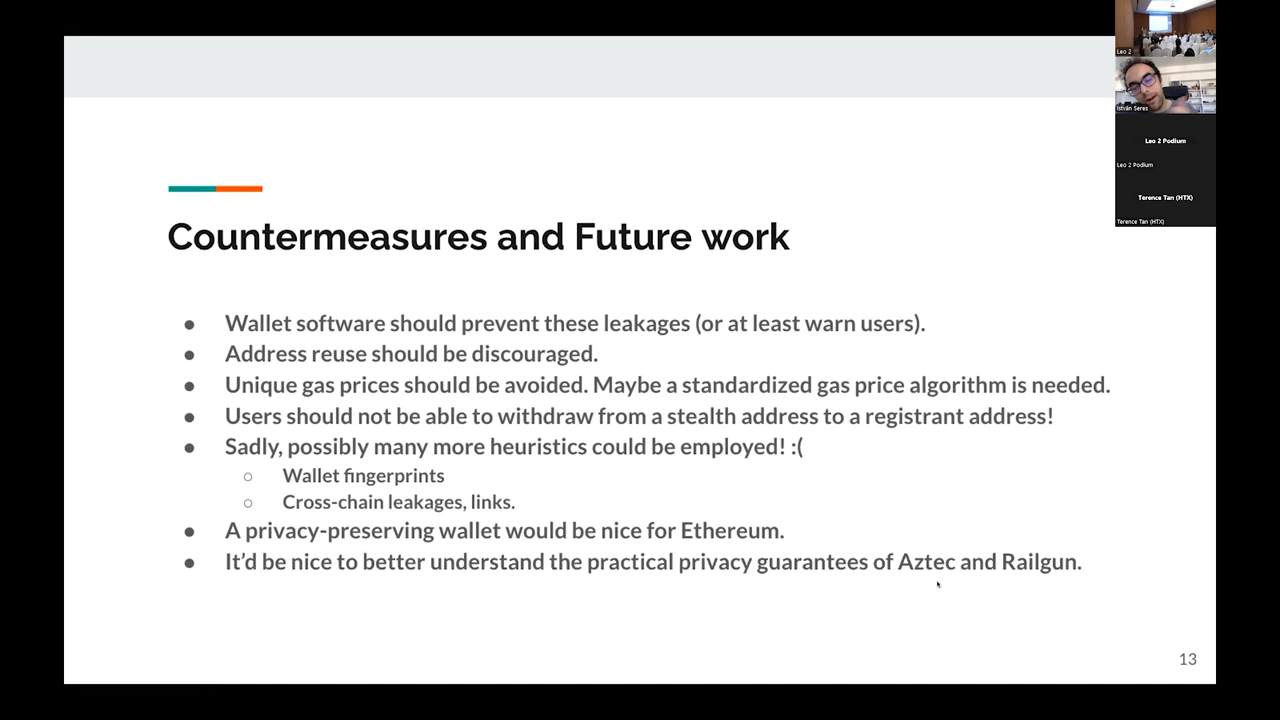 Countermeasures and Future work
● Wallet software should prevent these leakages (or at least warn users).
● Address reuse should be discouraged.
● Unique gas prices should be avoided. Maybe a standardized gas price algorithm is needed.
● Users should not be able to withdraw from a stealth address to a registrant address!
● Sadly, possibly many more heuristics could be employed! :(
○ Wallet fingerprints
○ Cross-chain leakages, links.
● A privacy-preserving wallet would be nice for Ethereum.
● It’d be nice to better understand the practical privacy guarantees of Aztec and Railgun.
13
Leo 2
István Seres
Leo 2 Podium
Leo 2 Podium
Terence Tan (HTX)
Terence Tan (HTX)